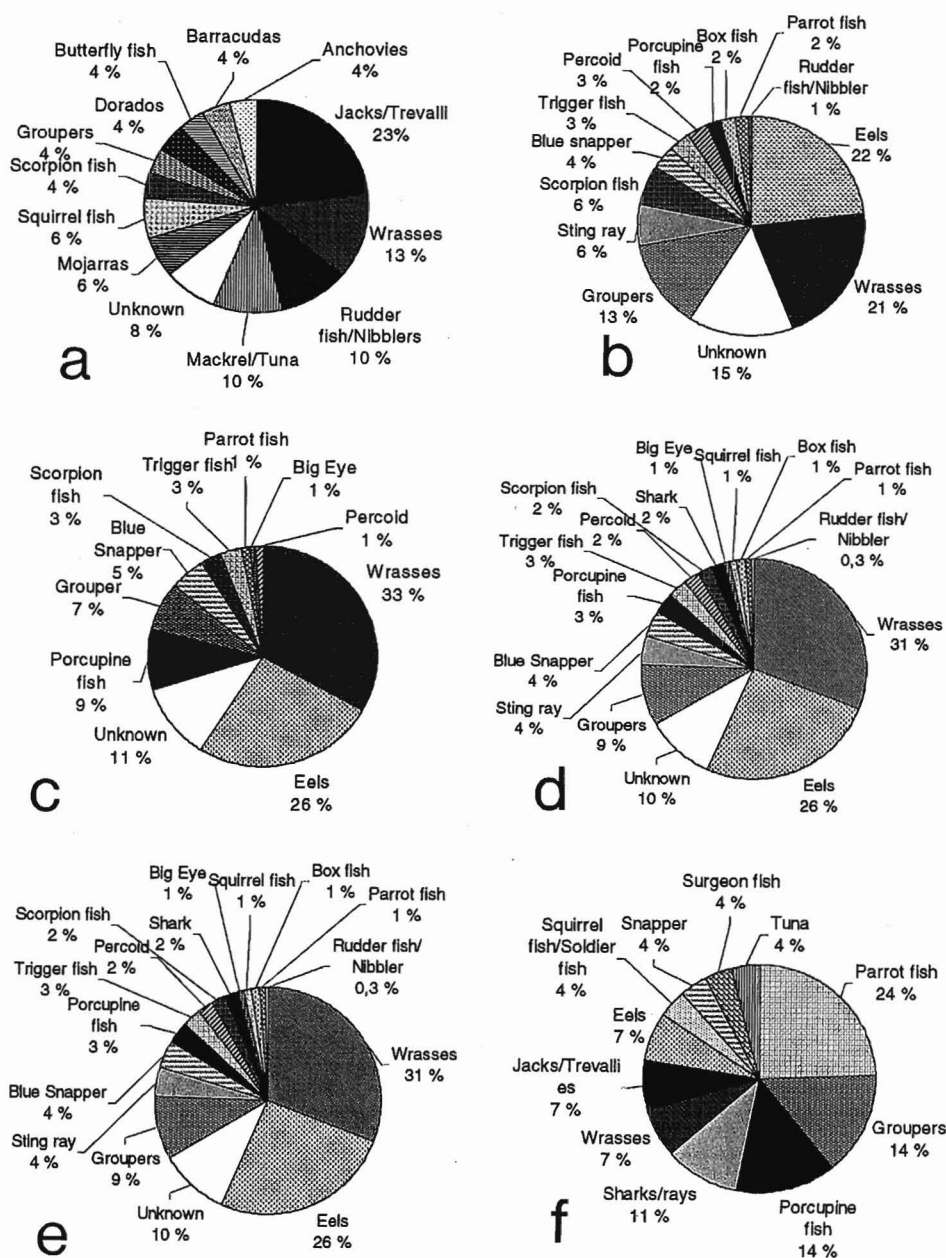 Butterfly fish
4 %
Barracudas
4 %
Anchovies
4%
Jacks/Trevalli
23%
Dorados
4 %
Groupers
4 %
Scorpion fish
4 %
Squirrel fish
6 %
Wrasses
13 %
Mojarras
6 %
Unknown
8 %
Rudder
fish/Nibblers
10 %
Mackrel/Tuna
10 %
a
Parrot fish
2 %
Box fish
2 %
Porcupine
fish
2 %
Percoid
3 %
Rudder
fish/Nibbler
1 %
Trigger fish
3 %
Eels
22 %
Blue snapper
4 %
Scorpion fish
6 %
Sting ray
6 %
Wrasses
21 %
Groupers
13 %
Unknown
15 %
b
Parrot fish
1 %
Trigger fish
3 %
Big Eye
1 %
Scorpion
fish
3 %
Percoid
1 %
Blue
Snapper
5 %
Wrasses
33 %
Grouper
7 %
Porcupine
fish
9 %
Unknown
11 %
Eels
26 %
c
Big Eye
1 %
Squirrel fish
1 %
Box fish
1 %
Parrot fish
1 %
Scorpion fish
2 %
Shark
2 %
Percoid
2 %
Rudder fish/
Nibbler
0,3 %
Trigger fish
3 %
Porcupine
fish
3 %
Wrasses
31 %
Blue Snapper
4 %
Sting ray
4 %
Groupers
9 %
Unknown
10 %
Eels
26 %
d
Big Eye
1 %
Squirrel fish
1 %
Box fish
1 %
Parrot fish
1 %
Scorpion fish
2 %
Shark
2 %
Percoid
2 %
Rudder fish/
Nibbler
0,3 %
Trigger fish
3 %
Porcupine
fish
3 %
Wrasses
31 %
Blue Snapper
4 %
Sting ray
4 %
Groupers
9 %
Unknown
10 %
Eels
26 %
e
Surgeon fish
4 %
Snapper
4 %
Tuna
4 %
Squirrel
fish/Soldier
fish
4 %
Parrot fish
24 %
Eels
7 %
Jacks/Trevalli
es
7 %
Wrasses
7 %
Groupers
14 %
Sharks/rays
11 %
Porcupine
fish
14 %
f